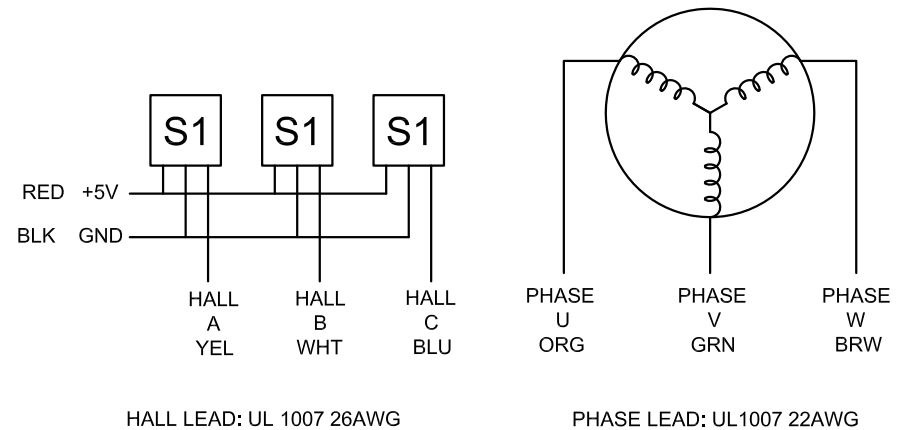 S1 S1 S1
RED +5V
BLK GND
HALL
A
YEL
HALL
B
WHT
HALL
C
BLU
PHASE
U
ORG
PHASE
V
GRN
PHASE
W
BRW
HALL LEAD: UL 1007 26AWG
PHASE LEAD: UL1007 22AWG